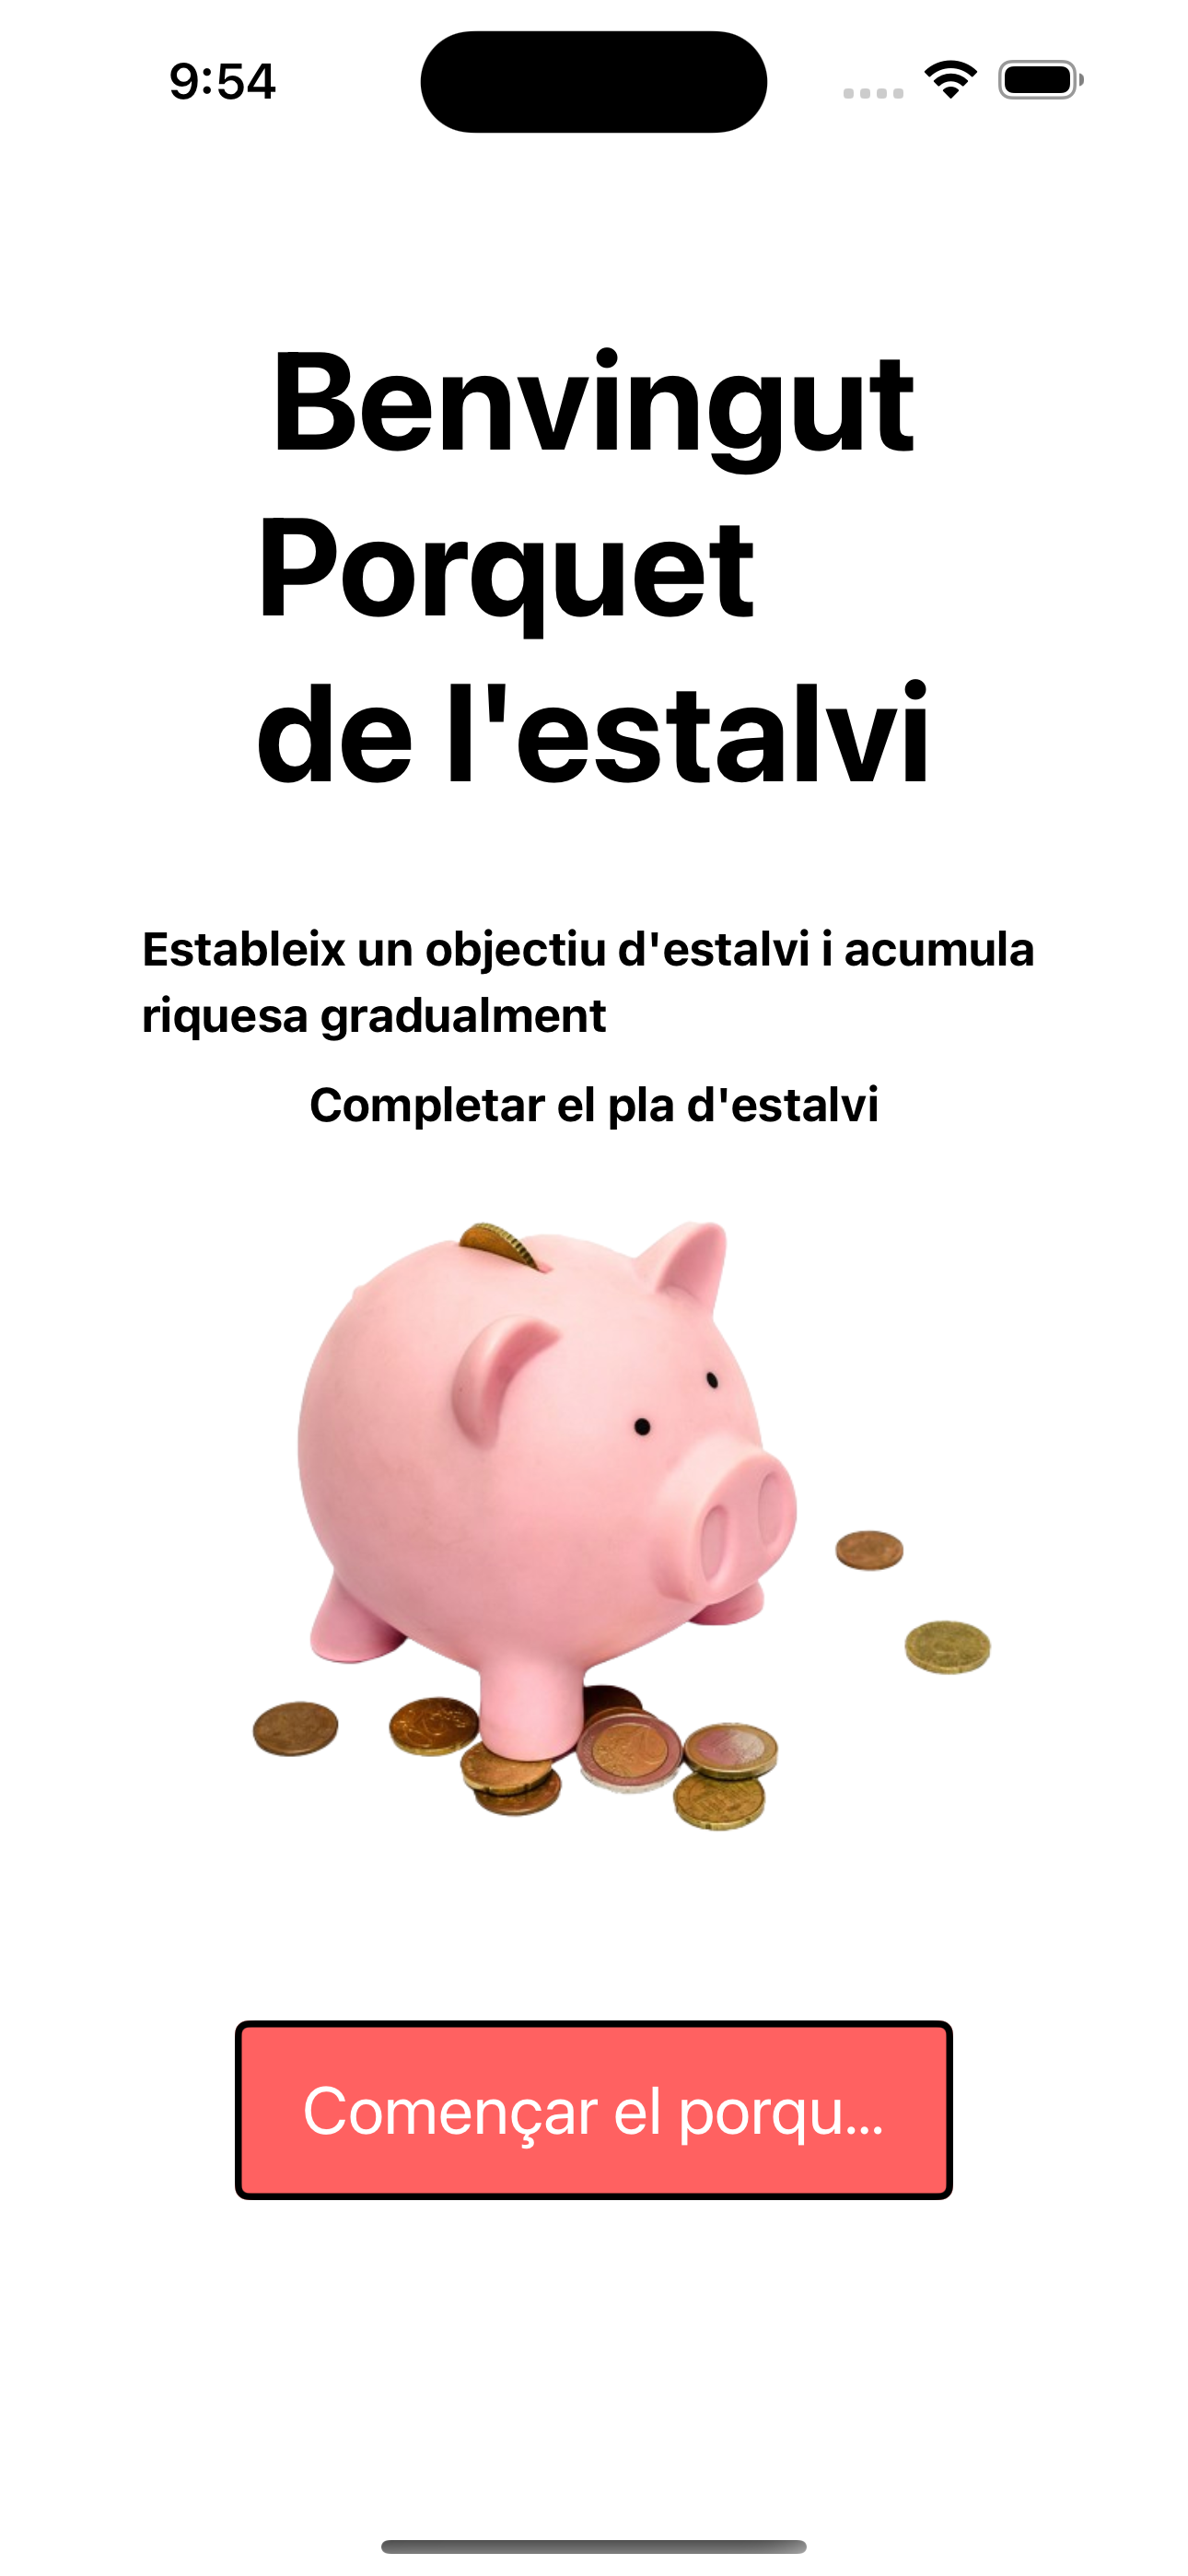 9:54
Benvingut
Porquet
de l'estalvi
Estableix un objectiu d'estalvi i acumula
riquesa gradualment
Completar el pla d'estalvi
Començar el porqu...